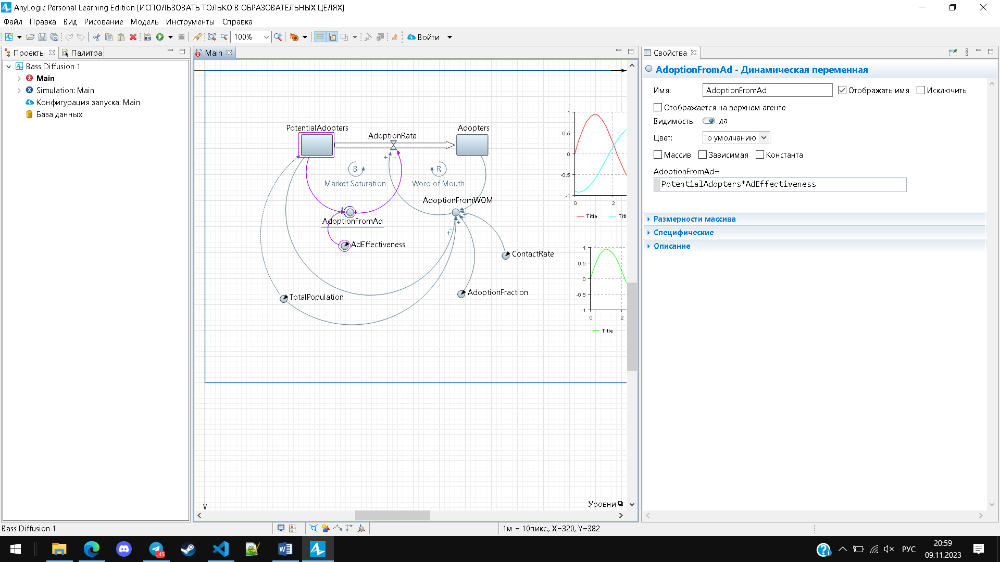 AnyLogic Personal Learning Edition [ИСПОЛЬЗОВАТЬ ТОЛЬКО В ОБРАЗОВАТЕЛЬНЫХ ЦЕЛЯХ]
Файл Правка Вид Рисование Модель Инструменты Справка
100% Войти
Проекты Палитра
Bass Diffusion 1
Main
Simulation: Main
Конфигурация запуска: Main
База данных
Main
PotentialAdopters
AdoptionRate
Adopters
B
R
Market Saturation
Word of Mouth
AdoptionFromWOM
AdoptionFromAd
AdEffectiveness
ContactRate
AdoptionFraction
TotalPopulation
1
0.5
0
-0.5
-1
0 2
Title Titl
1
0.5
0
-0.5
-1
0 2
Title
Уровни
Свойства
AdoptionFromAd - Динамическая переменная
Имя: AdoptionFromAd Отображать имя Исключить
Отображается на верхнем агенте
Видимость: да
Цвет: По умолчанию.
Массив Зависимая Константа
AdoptionFromAd=
PotentialAdopters*AdEffectiveness
Размерности массива
Специфические
Описание
Bass Diffusion 1
1м = 10пикс., X=320, Y=382
.45
РУС
20:59
09.11.2023